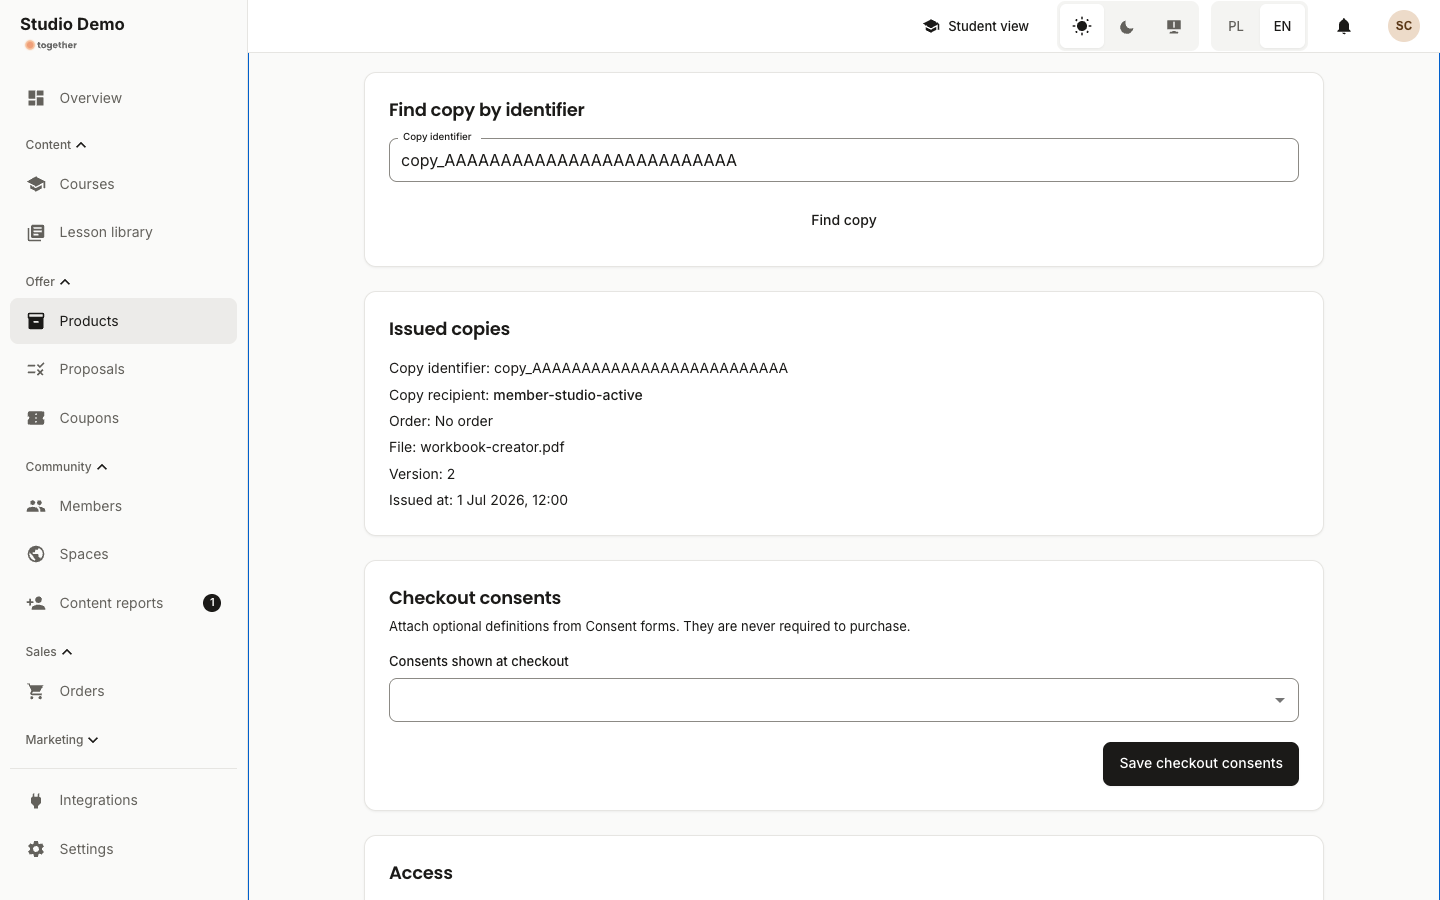 Studio Demo
together
Student view
PL
EN
SC
Overview
Content
Courses
Lesson library
Offer
Products
Proposals
Coupons
Community
Members
Spaces
Content reports
1
Sales
Orders
Marketing
Integrations
Settings
Find copy by identifier
Copy identifier
copy_AAAAAAAAAAAAAAAAAAAAAAAAAA
Find copy
Issued copies
Copy identifier: copy_AAAAAAAAAAAAAAAAAAAAAAAAAA
Copy recipient: member-studio-active
Order: No order
File: workbook-creator.pdf
Version: 2
Issued at: 1 Jul 2026, 12:00
Checkout consents
Attach optional definitions from Consent forms. They are never required to purchase.
Consents shown at checkout
Save checkout consents
Access